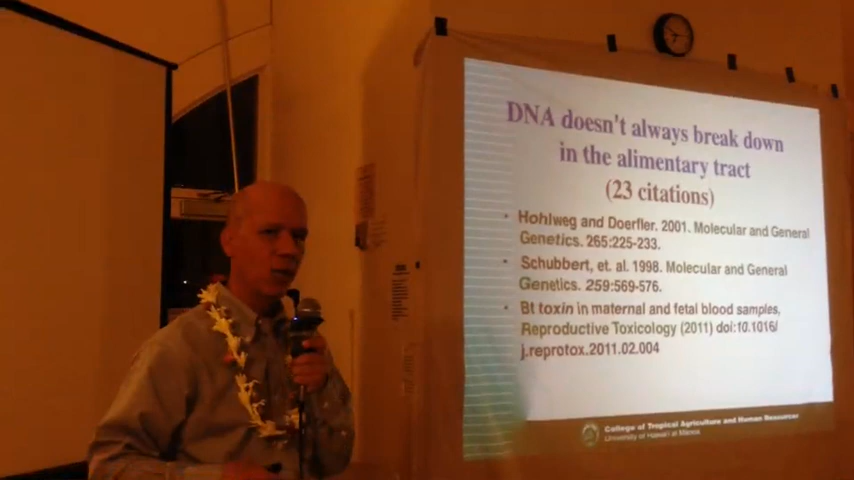 DNA doesn't always break down
in the alimentary tract
(23 citations)
• Hohlweg and Doerfler. 2001. Molecular and General
Genetics. 265:225-233.
• Schubbert, et. al. 1998. Molecular and General
Genetics. 259:569-576.
• Bt toxin in maternal and fetal blood samples,
Reproductive Toxicology (2011) doi:10.1016/
j.reprotox.2011.02.004
College of Tropical Agriculture and Human Resources
University of Hawai'i at Mānoa